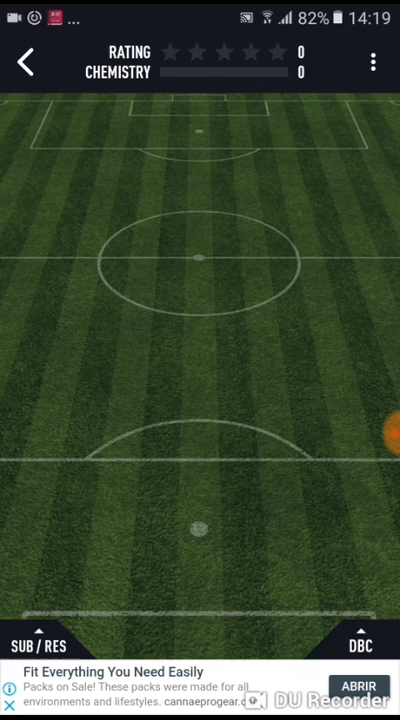 ... 82% 14:19
RATING 0
CHEMISTRY 0
SUB / RES
DBC
Fit Everything You Need Easily
Packs on Sale! These packs were made for all
environments and lifestyles. cannaeprogear.c
ABRIR
DU Recorder